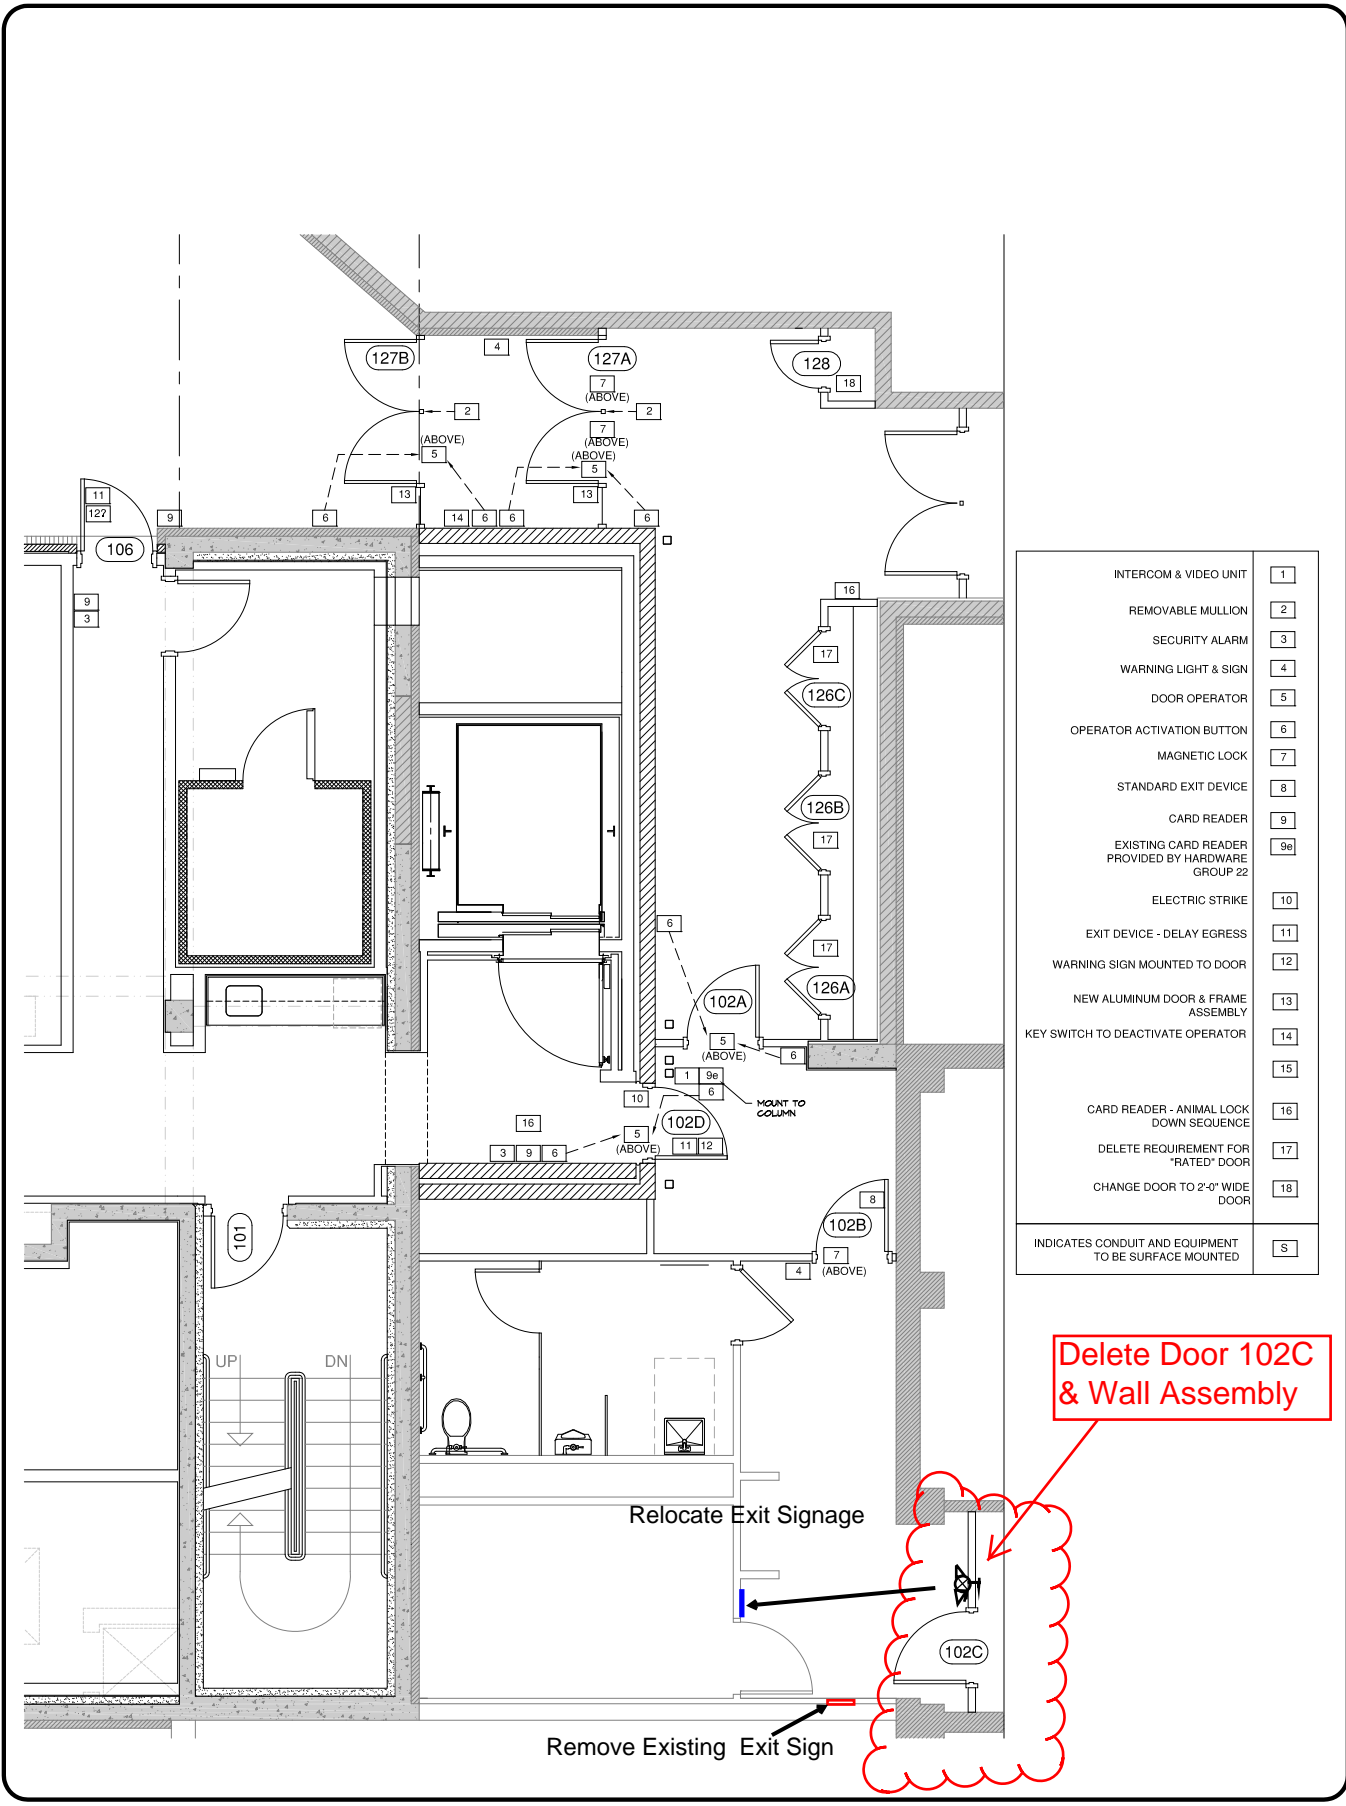 127B
4
127A
128
7
(ABOVE)
18
2
2
7
(ABOVE)
(ABOVE)
(ABOVE)
5
5
13
13
11
12?
9
6
14
6
6
6
106
9
3
16
17
126C
126B
17
17
126A
6
102A
5
(ABOVE)
6
1
9e
6
MOUNT TO
COLUMN
10
102D
16
5
(ABOVE)
11
12
3
9
6
8
102B
7
(ABOVE)
4
101
UP
DN
INTERCOM & VIDEO UNIT 1
REMOVABLE MULLION 2
SECURITY ALARM 3
WARNING LIGHT & SIGN 4
DOOR OPERATOR 5
OPERATOR ACTIVATION BUTTON 6
MAGNETIC LOCK 7
STANDARD EXIT DEVICE 8
CARD READER 9
EXISTING CARD READER 9e
PROVIDED BY HARDWARE
GROUP 22
ELECTRIC STRIKE 10
EXIT DEVICE - DELAY EGRESS 11
WARNING SIGN MOUNTED TO DOOR 12
NEW ALUMINUM DOOR & FRAME 13
ASSEMBLY
KEY SWITCH TO DEACTIVATE OPERATOR 14
15
CARD READER - ANIMAL LOCK 16
DOWN SEQUENCE
DELETE REQUIREMENT FOR 17
"RATED" DOOR
CHANGE DOOR TO 2'-0" WIDE 18
DOOR
INDICATES CONDUIT AND EQUIPMENT S
TO BE SURFACE MOUNTED
Delete Door 102C
& Wall Assembly
Relocate Exit Signage
102C
Remove Existing Exit Sign